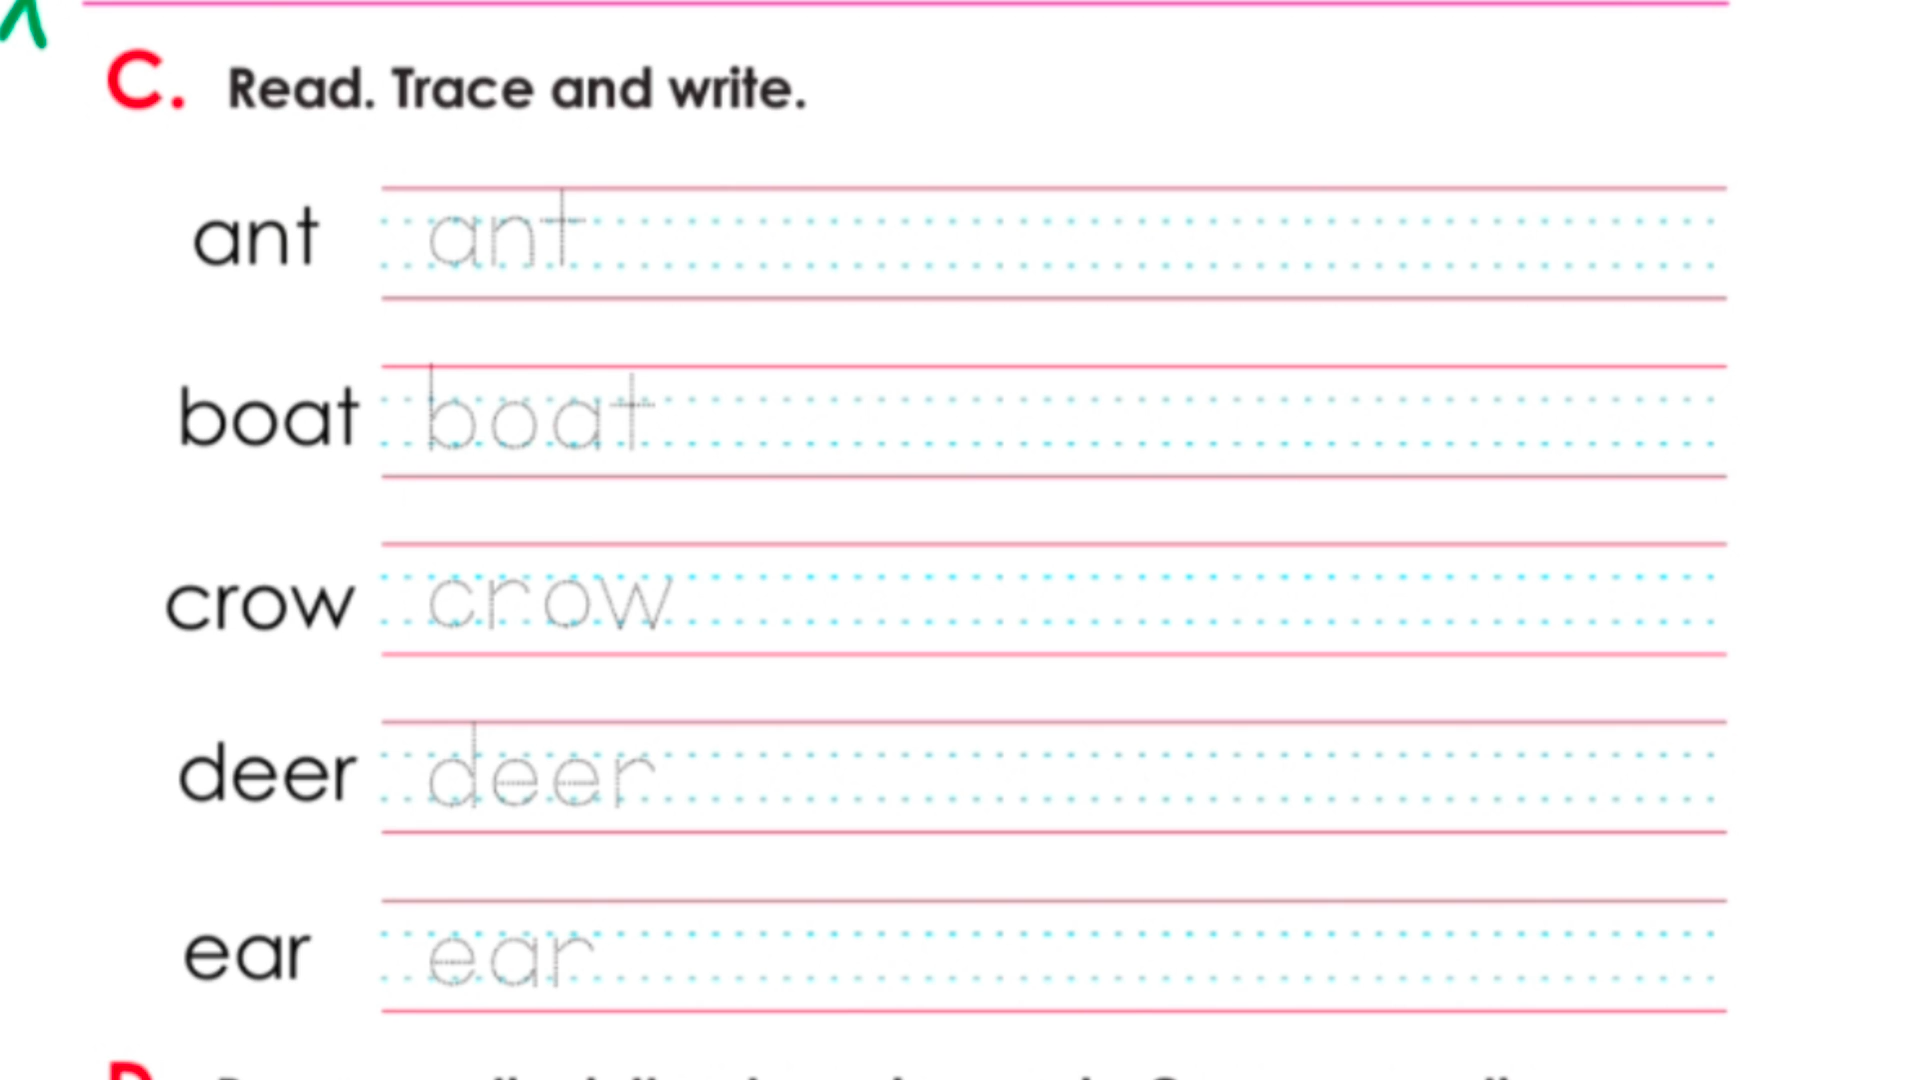 C. Read. Trace and write.
ant ant
boat boat
crow crow
deer deer
ear ear